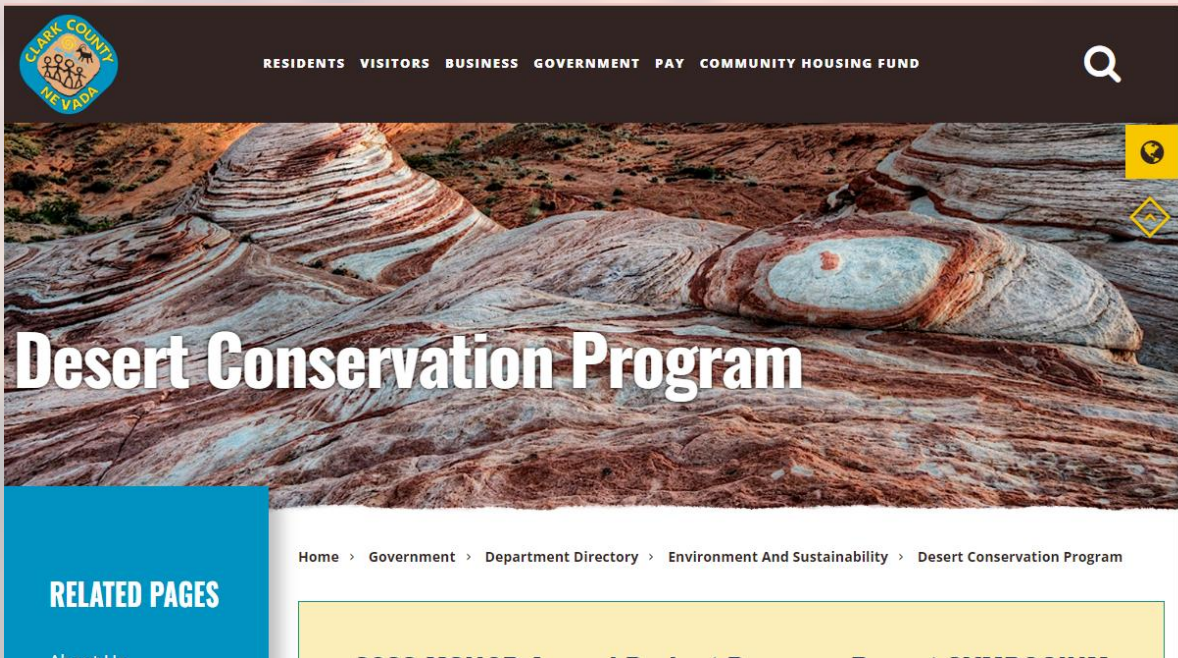 CLARK COUNTY
NEVADA
RESIDENTS VISITORS BUSINESS GOVERNMENT PAY COMMUNITY HOUSING FUND
Desert Conservation Program
Home > Government > Department Directory > Environment And Sustainability > Desert Conservation Program
RELATED PAGES